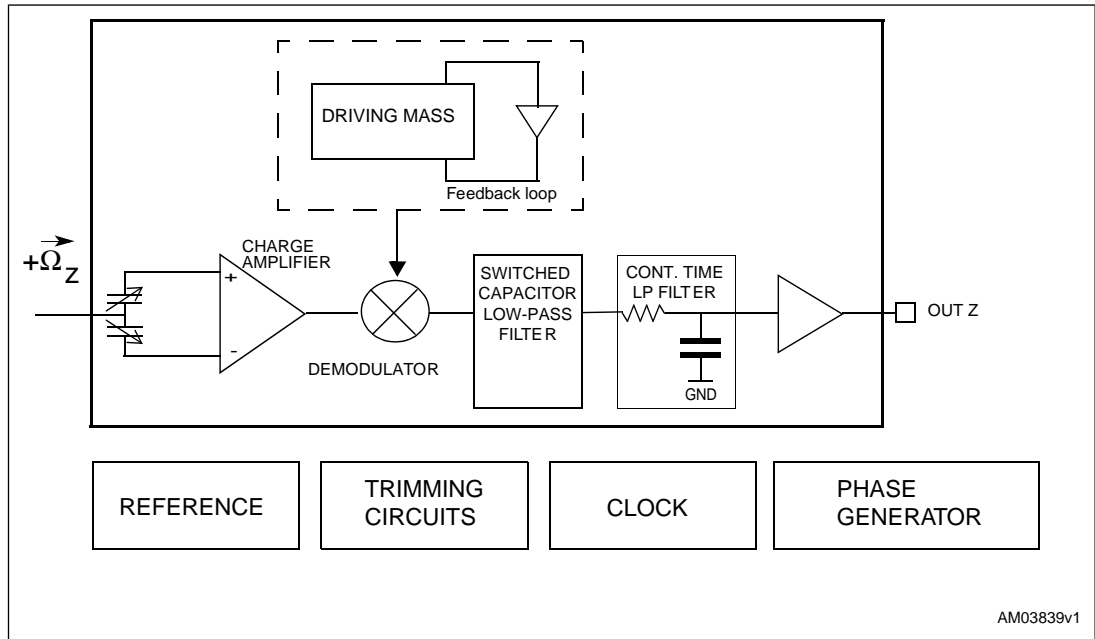 DRIVING MASS
Feedback loop
+Ω⃗Z
CHARGE
AMPLIFIER
+
-
DEMODULATOR
SWITCHED
CAPACITOR
LOW-PASS
FILTER
CONT. TIME
LP FILTER
GND
OUT Z
REFERENCE
TRIMMING
CIRCUITS
CLOCK
PHASE
GENERATOR
AM03839v1